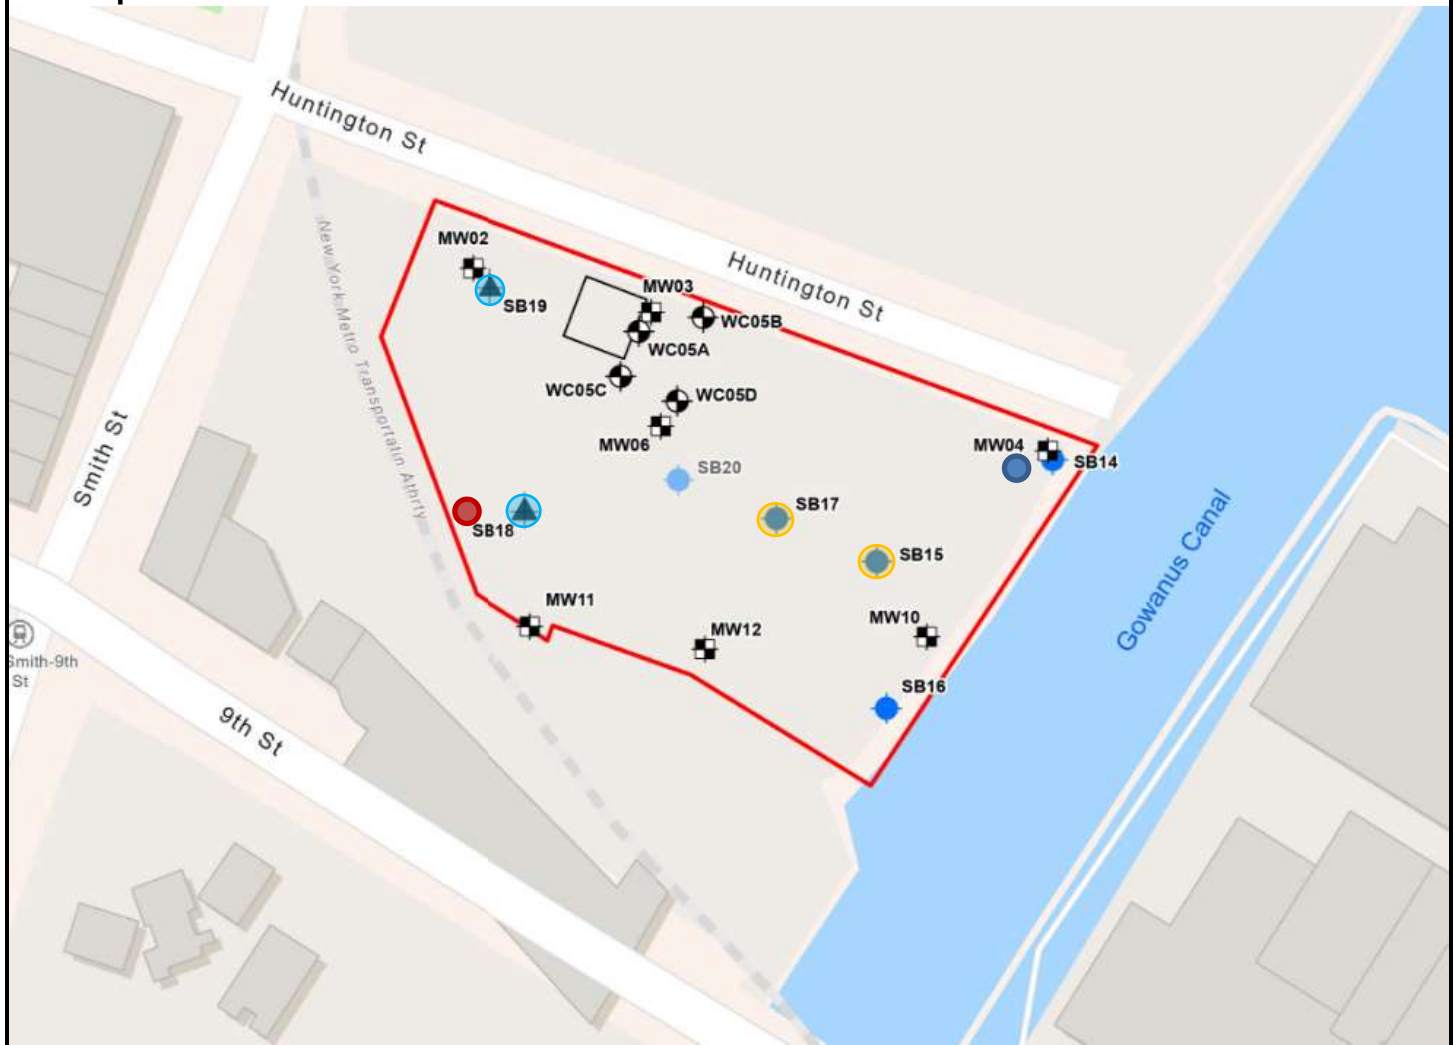 Huntington St
Huntington St
New York Metro Transportatin Athrty
Smith St
MW02
SB19
MW03
WC05B
WC05A
WC05C
WC05D
MW06
SB20
MW04
SB14
SB17
SB18
SB15
MW11
MW12
MW10
SB16
Gowanus Canal
Smith-9th
St
9th St